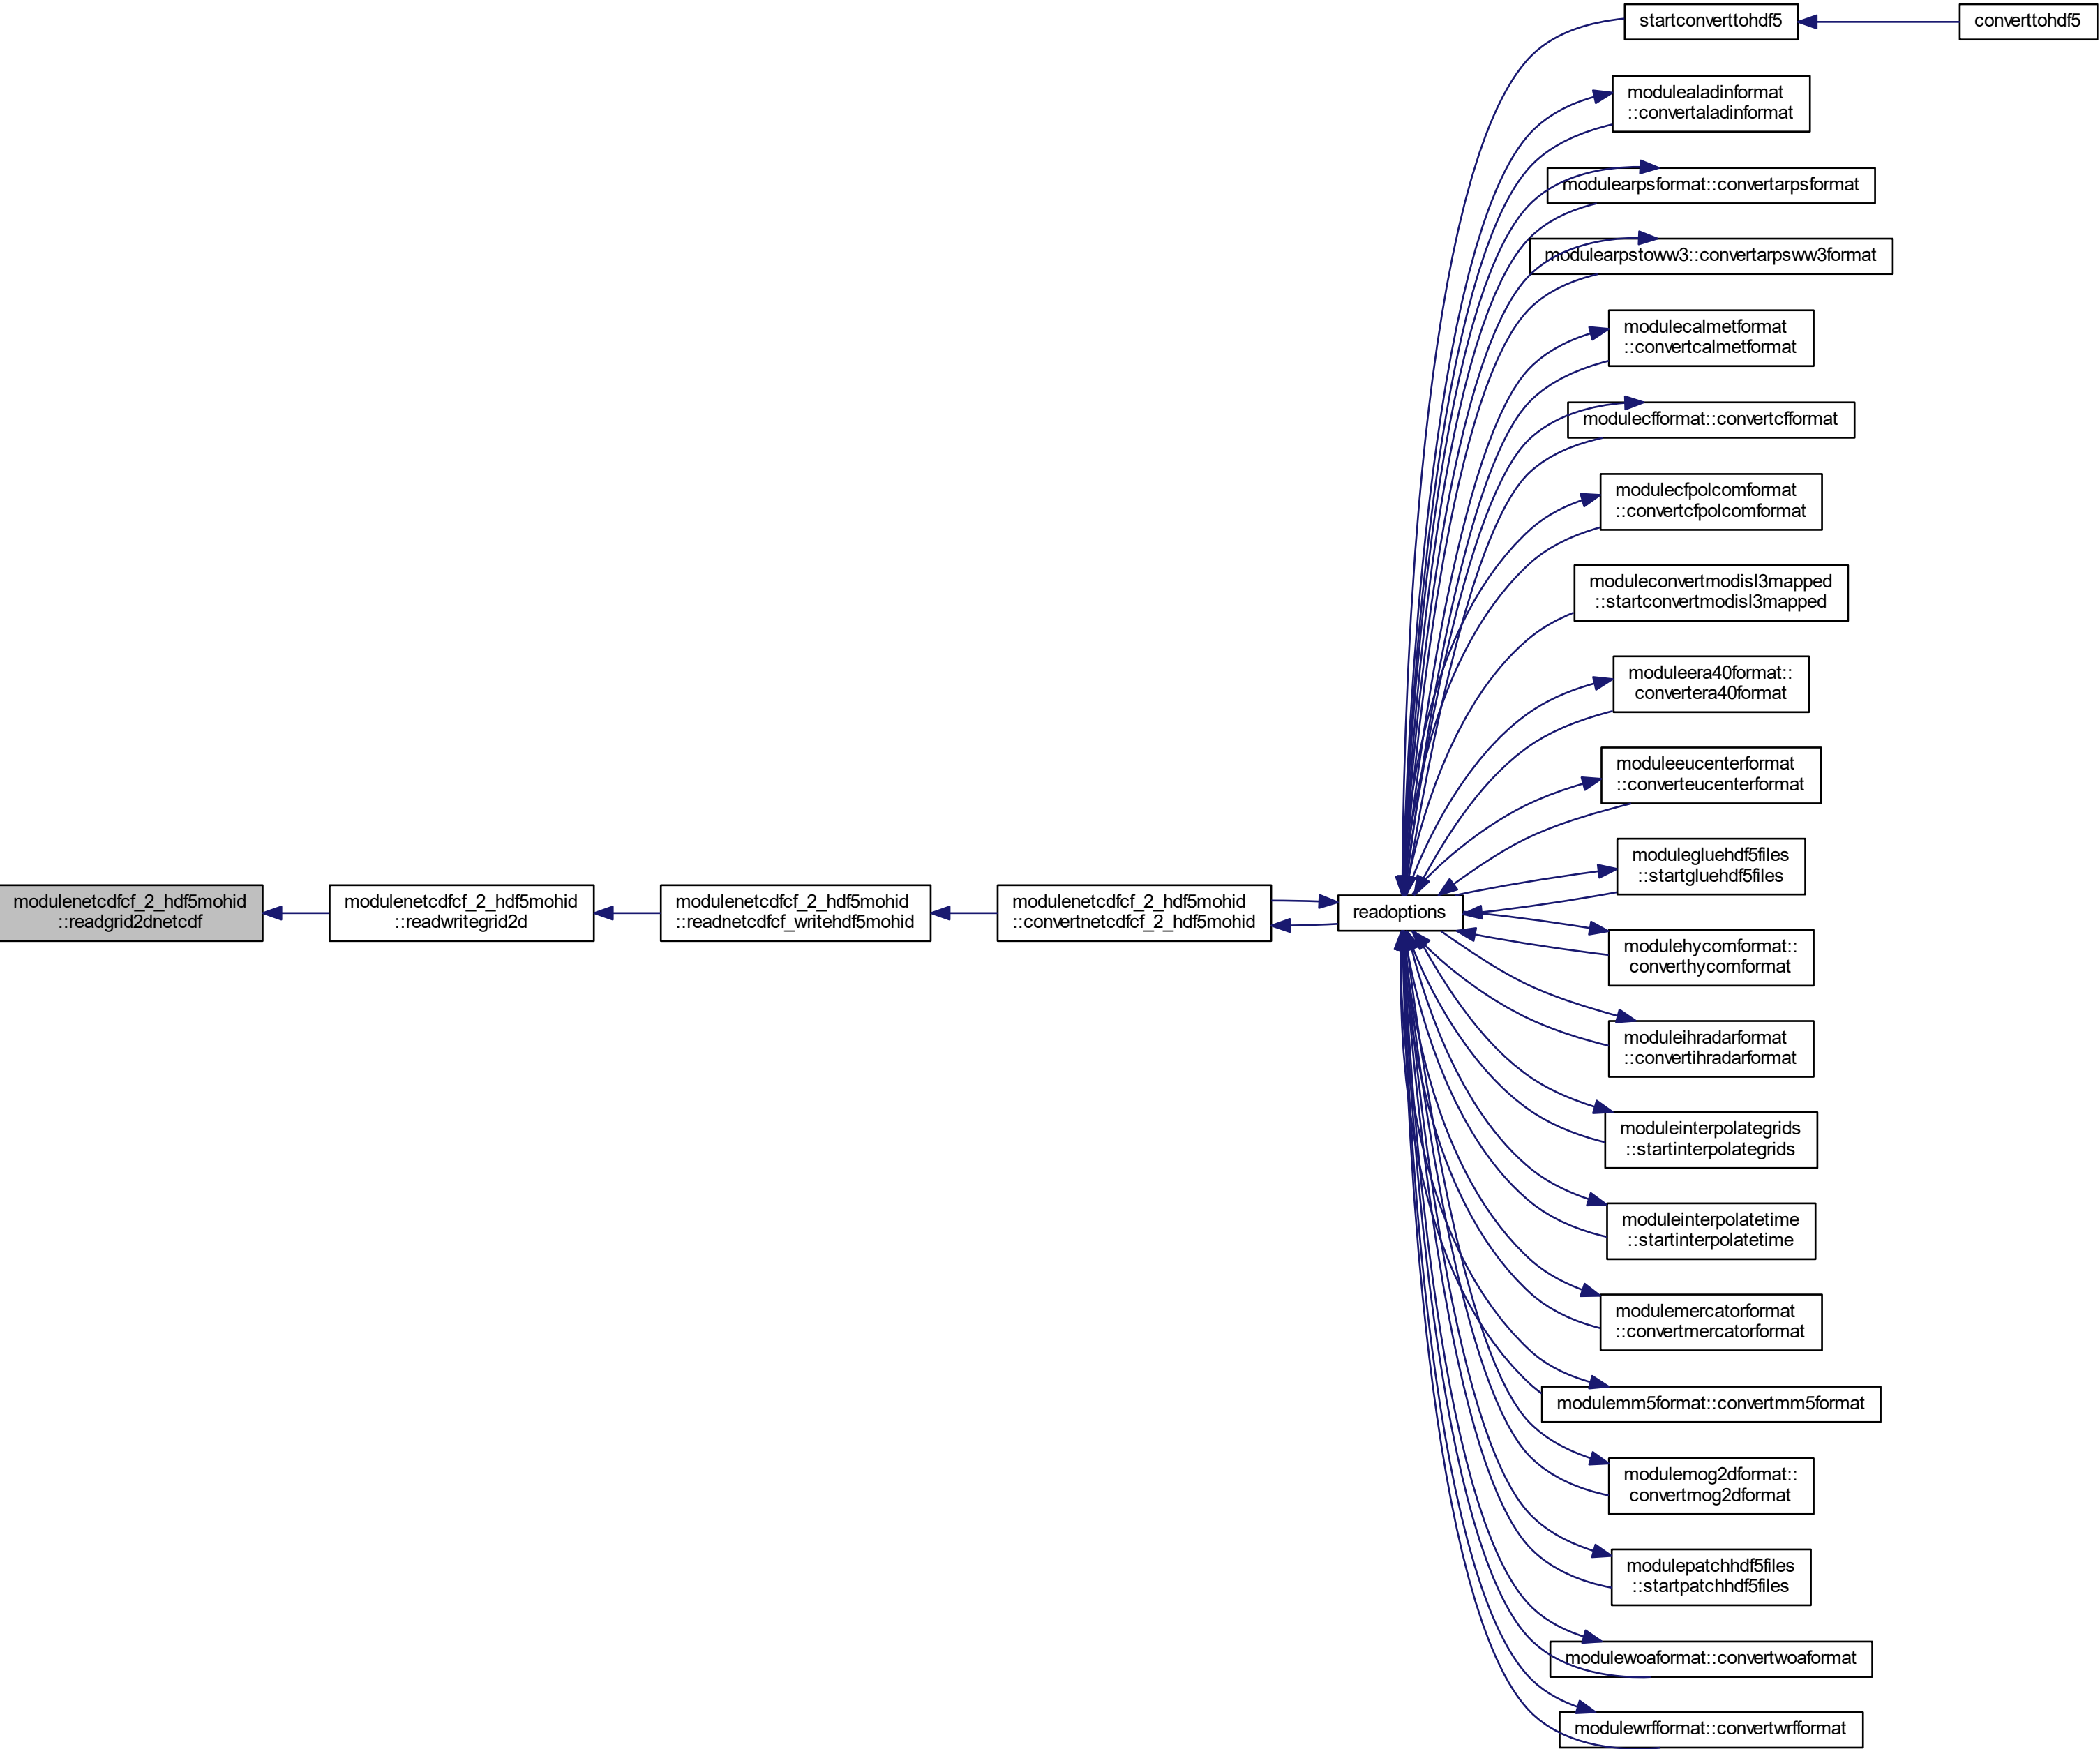 modulenetcdfcf_2_hdf5mohid
::readgrid2dnetcdf
modulenetcdfcf_2_hdf5mohid
::readwritegrid2d
modulenetcdfcf_2_hdf5mohid
::readnetcdfcf_writehdf5mohid
modulenetcdfcf_2_hdf5mohid
::convertnetcdfcf_2_hdf5mohid
readoptions
startconverttohdf5
converttohdf5
modulealadinformat
::convertaladinformat
modulearpsformat::convertarpsformat
modulearpstoww3::convertarpsww3format
modulecalmetformat
::convertcalmetformat
modulecfformat::convertcfformat
modulecfpolcomformat
::convertcfpolcomformat
moduleconvertmodisl3mapped
::startconvertmodisl3mapped
moduleera40format::
convertera40format
moduleeucenterformat
::converteucenterformat
modulegluehdf5files
::startgluehdf5files
modulehycomformat::
converthycomformat
moduleihradarformat
::convertihradarformat
moduleinterpolategrids
::startinterpolategrids
moduleinterpolatetime
::startinterpolatetime
modulemercatorformat
::convertmercatorformat
modulemm5format::convertmm5format
modulemog2dformat::
convertmog2dformat
modulepatchhdf5files
::startpatchhdf5files
modulewoaformat::convertwoaformat
modulewrfformat::convertwrfformat